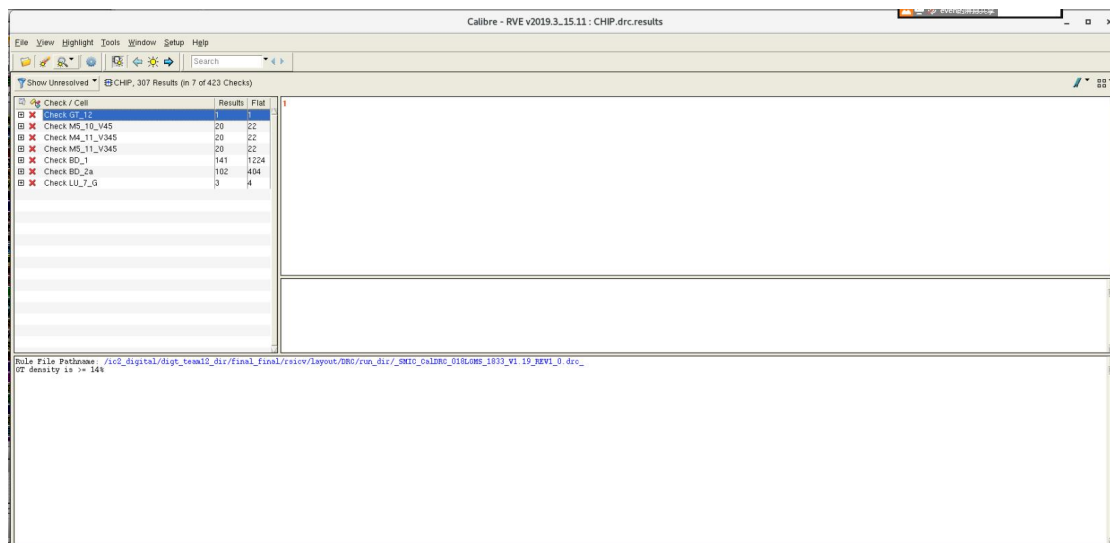 Calibre - RVE v2019.3_15.11 : CHIP.drc.results
File View Highlight Tools Window Setup Help
Search
Show Unresolved CHIP, 307 Results (in 7 of 423 Checks)
Check / Cell Results Flat
Check GT_12 1 1
Check M5_10_V45 20 22
Check M4_11_V345 20 22
Check M5_11_V345 20 22
Check BD_1 141 1224
Check BD_2a 102 404
Check LU_7_G 3 4
1
Rule File Pathname: /ic2_digital/digt_team12_dir/final_final/rsicv/layout/DRC/run_dir/_SMIC_CalDRC_018LGMS_1833_V1.19_REV1_0.drc_
GT density is >= 14%